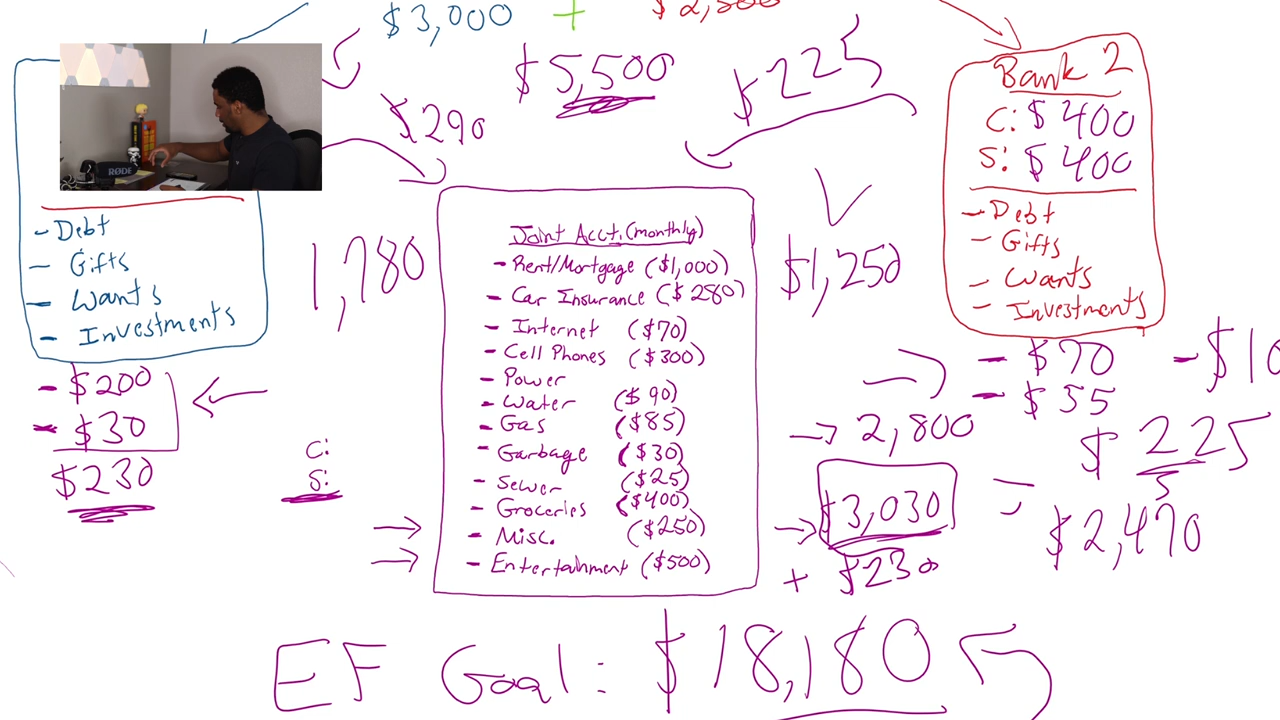 $3,000 + $2,500
$5,500
$225
$290
Bank 2
C: $400
S: $400
- Debt
- Gifts
- Wants
- Investments
RØDE
- Debt
- Gifts
- Wants
- Investments
1,780
$1,250
Joint Acct. (monthly)
- Rent/Mortgage ($1,000)
- Car Insurance ($280)
- Internet ($70)
- Cell Phones ($300)
- Power
- Water ($90)
- Gas ($85)
- Garbage ($30)
- Sewer ($25)
- Groceries ($400)
- Misc. ($250)
- Entertainment ($500)
- $200
- $30
$230
C:
S:
- $70
- $55
$225
2,800
$3,030 = $2,470
+ $230
EF Goal: $18,180